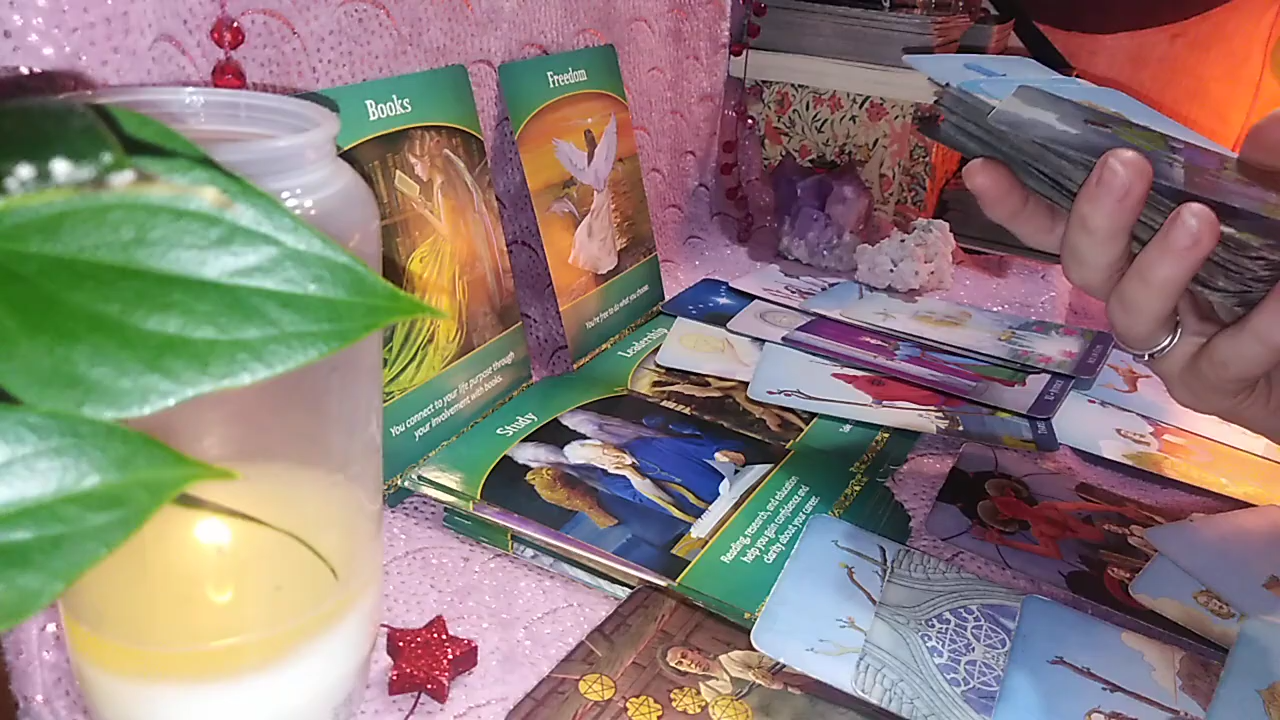 Books
You connect to your life purpose through
your involvement with books.
Freedom
You're free to do what you choose.
Leadership
Study
Reading, research, and education
help you gain confidence and
clarity about your career.